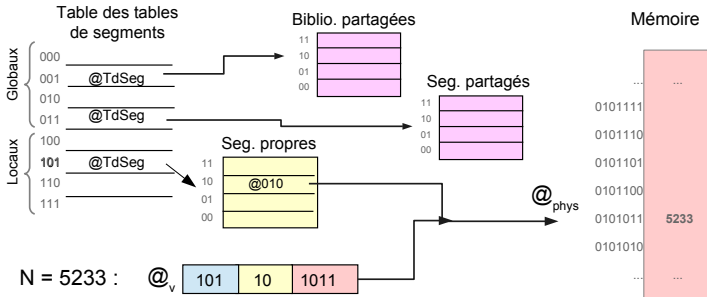 Table des tables
de segments
Biblio. partagées
Mémoire
Globaux
000
001 @TdSeg
010
011 @TdSeg
11
10
01
00
Seg. partagés
11
10
01
00
Locaux
100
101 @TdSeg
110
111
Seg. propres
11
10 @010
01
00
@phys
... ...
0101111
0101110
0101101
0101100
0101011 5233
0101010
... ...
N = 5233 : @v 101 10 1011